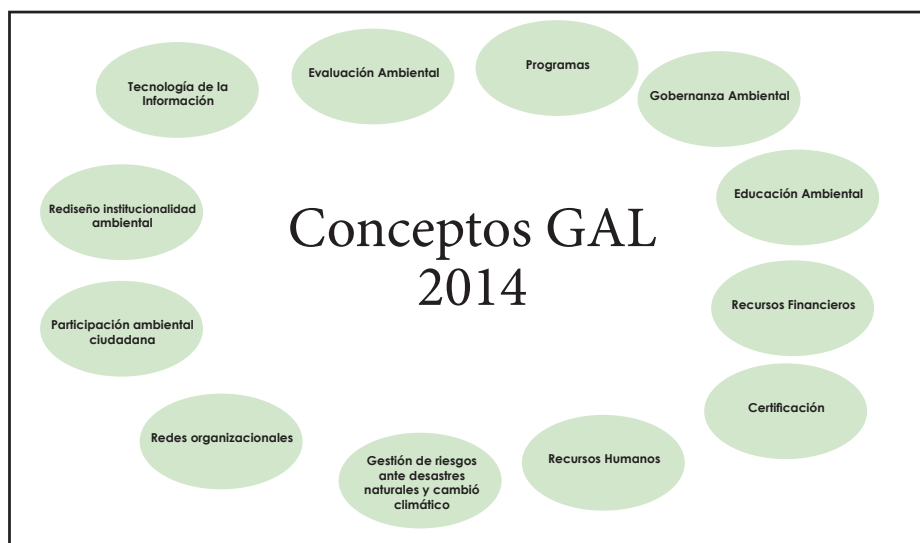 Tecnología de la
Información
Evaluación Ambiental
Programas
Gobernanza Ambiental
Rediseño institucionalidad
ambiental
Educación Ambiental
Conceptos GAL
2014
Recursos Financieros
Participación ambiental
ciudadana
Certificación
Redes organizacionales
Gestión de riesgos
ante desastres
naturales y cambió
climático
Recursos Humanos